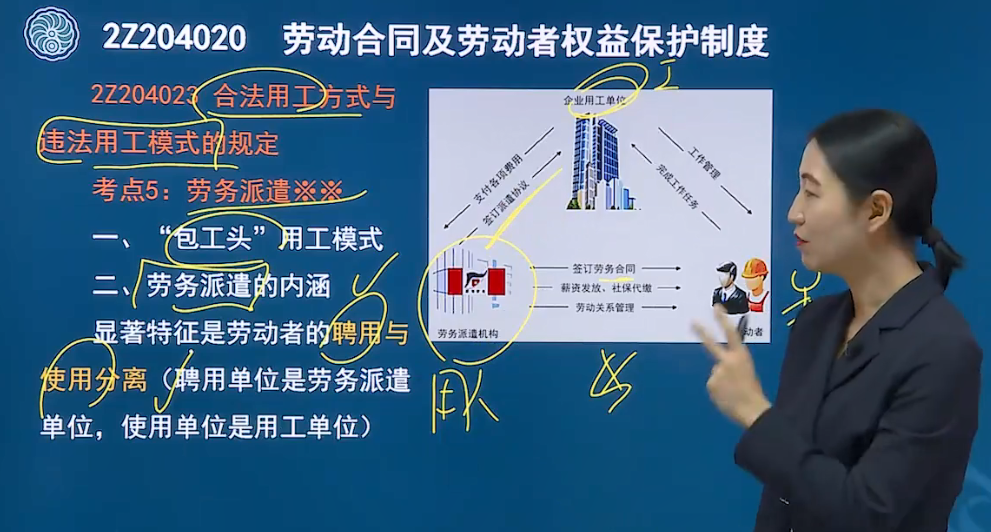 2Z204020 劳动合同及劳动者权益保护制度
2Z204023 合法用工方式与
违法用工模式的规定
考点5：劳务派遣※※
一、“包工头”用工模式
二、劳务派遣的内涵
显著特征是劳动者的聘用与
使用分离（聘用单位是劳务派遣
单位，使用单位是用工单位）
企业用工单位
支付各项费用
签订派遣协议
工作管理
完成工作任务
签订劳务合同
薪资发放、社保代缴
劳动关系管理
劳务派遣机构
动者